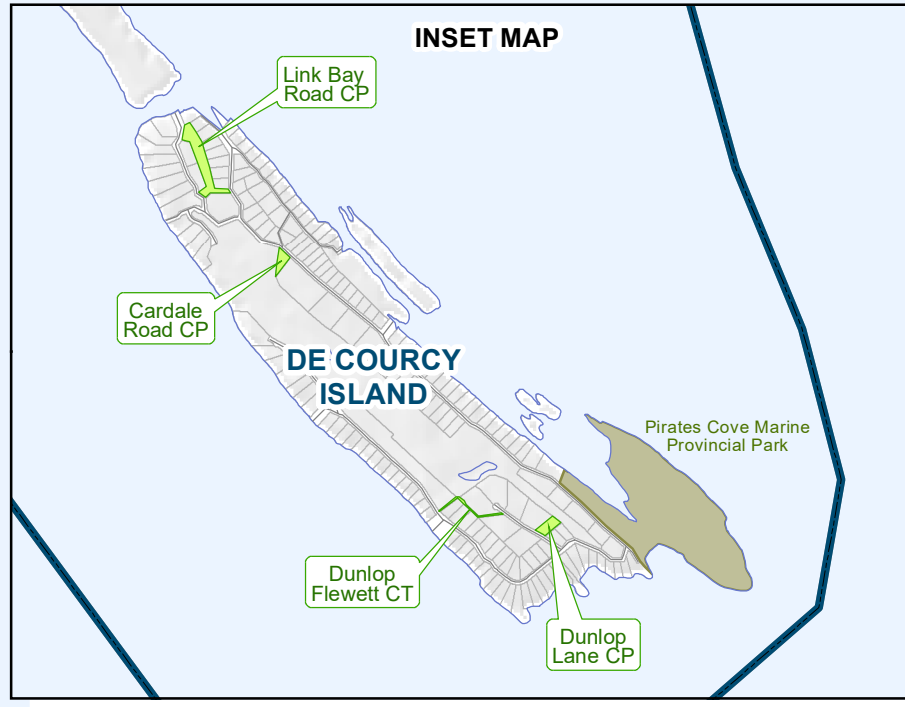 INSET MAP
Link Bay
Road CP
Cardale
Road CP
DE COURCY
ISLAND
Pirates Cove Marine
Provincial Park
Dunlop
Flewett CT
Dunlop
Lane CP